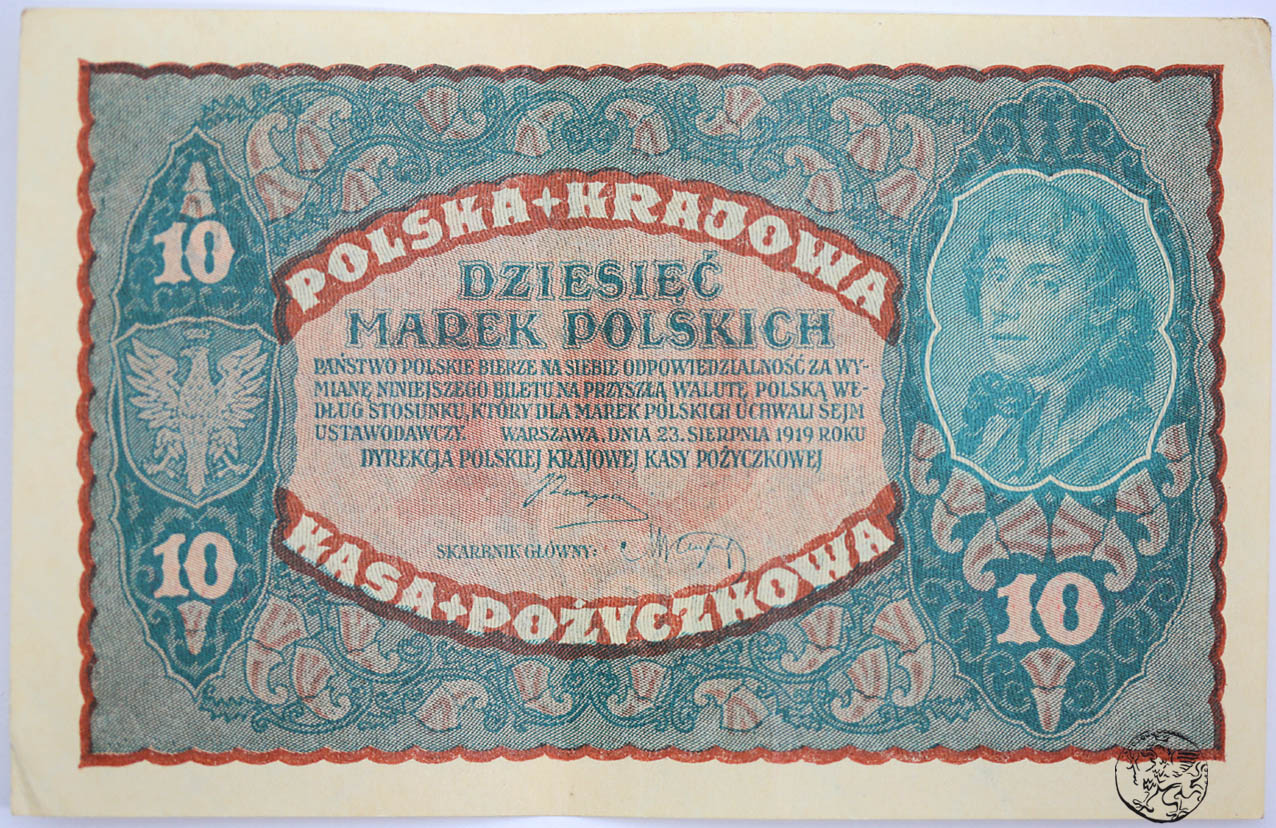 POLSKA + KRAJOWA
10
DZIESIĘĆ
MAREK POLSKICH
PAŃSTWO POLSKIE BIERZE NA SIEBIE ODPOWIEDZIALNOŚĆ ZA WY-
MIANĘ NINIEJSZEGO BILETU NA PRZYSZŁĄ WALUTĘ POLSKĄ WE-
DŁUG STOSUNKU, KTÓRY DLA MAREK POLSKICH UCHWALI SEJM
USTAWODAWCZY. WARSZAWA, DNIA 23. SIERPNIA 1919 ROKU
DYREKCJA POLSKIEJ KRAJOWEJ KASY POŻYCZKOWEJ
SKARBNIK GŁÓWNY:
10
KASA + POŻYCZKOWA
10